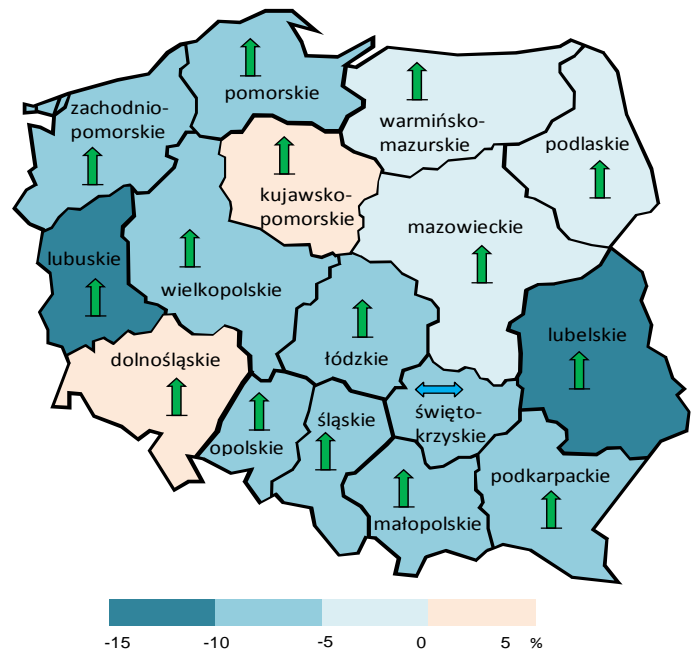 pomorskie
zachodnio-
pomorskie
warmińsko-
mazurskie
podlaskie
kujawsko-
pomorskie
mazowieckie
lubuskie
wielkopolskie
lubelskie
dolnośląskie
łódzkie
śląskie
święto-
krzyskie
opolskie
podkarpackie
małopolskie
-15 -10 -5 0 5 %